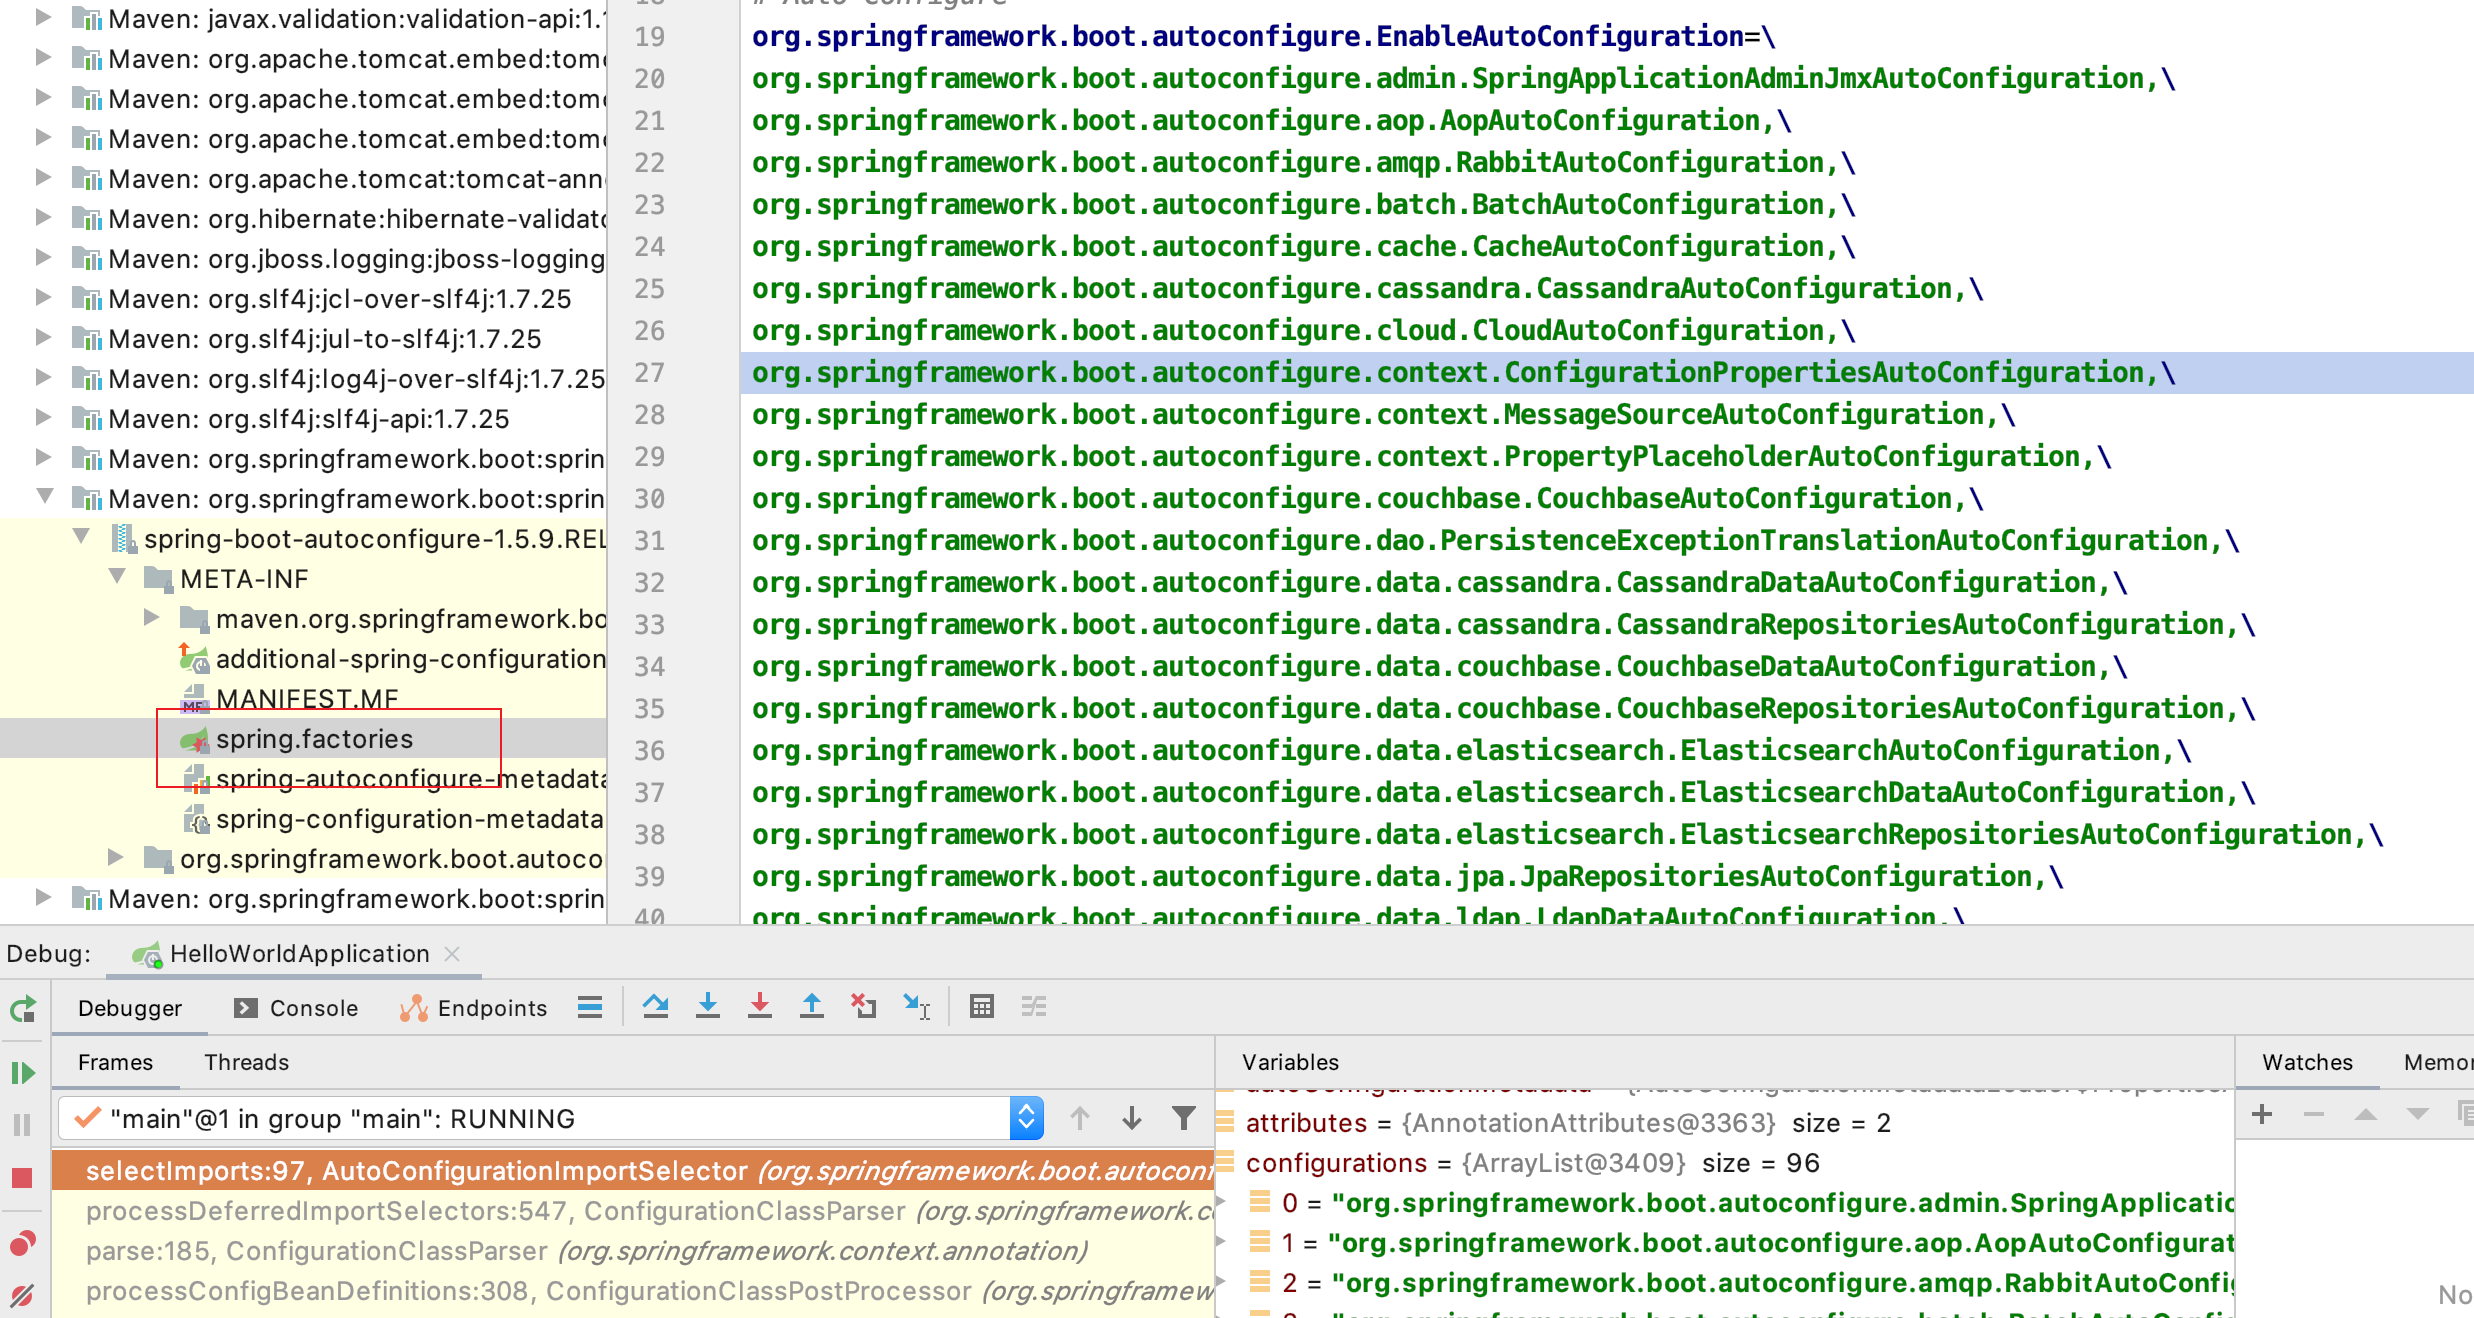 Maven: javax.validation:validation-api:1.1
Maven: org.apache.tomcat.embed:tom
Maven: org.apache.tomcat.embed:tom
Maven: org.apache.tomcat.embed:tom
Maven: org.apache.tomcat:tomcat-ann
Maven: org.hibernate:hibernate-validat
Maven: org.jboss.logging:jboss-logging
Maven: org.slf4j:jcl-over-slf4j:1.7.25
Maven: org.slf4j:jul-to-slf4j:1.7.25
Maven: org.slf4j:log4j-over-slf4j:1.7.25
Maven: org.slf4j:slf4j-api:1.7.25
Maven: org.springframework.boot:sprin
Maven: org.springframework.boot:sprin
spring-boot-autoconfigure-1.5.9.REL
META-INF
maven.org.springframework.bo
additional-spring-configuration
MANIFEST.MF
spring.factories
spring-autoconfigure-metadata
spring-configuration-metadata
org.springframework.boot.autoco
Maven: org.springframework.boot:sprin
18 # Auto Configure
19 org.springframework.boot.autoconfigure.EnableAutoConfiguration=\
20 org.springframework.boot.autoconfigure.admin.SpringApplicationAdminJmxAutoConfiguration,\
21 org.springframework.boot.autoconfigure.aop.AopAutoConfiguration,\
22 org.springframework.boot.autoconfigure.amqp.RabbitAutoConfiguration,\
23 org.springframework.boot.autoconfigure.batch.BatchAutoConfiguration,\
24 org.springframework.boot.autoconfigure.cache.CacheAutoConfiguration,\
25 org.springframework.boot.autoconfigure.cassandra.CassandraAutoConfiguration,\
26 org.springframework.boot.autoconfigure.cloud.CloudAutoConfiguration,\
27 org.springframework.boot.autoconfigure.context.ConfigurationPropertiesAutoConfiguration,\
28 org.springframework.boot.autoconfigure.context.MessageSourceAutoConfiguration,\
29 org.springframework.boot.autoconfigure.context.PropertyPlaceholderAutoConfiguration,\
30 org.springframework.boot.autoconfigure.couchbase.CouchbaseAutoConfiguration,\
31 org.springframework.boot.autoconfigure.dao.PersistenceExceptionTranslationAutoConfiguration,\
32 org.springframework.boot.autoconfigure.data.cassandra.CassandraDataAutoConfiguration,\
33 org.springframework.boot.autoconfigure.data.cassandra.CassandraRepositoriesAutoConfiguration,\
34 org.springframework.boot.autoconfigure.data.couchbase.CouchbaseDataAutoConfiguration,\
35 org.springframework.boot.autoconfigure.data.couchbase.CouchbaseRepositoriesAutoConfiguration,\
36 org.springframework.boot.autoconfigure.data.elasticsearch.ElasticsearchAutoConfiguration,\
37 org.springframework.boot.autoconfigure.data.elasticsearch.ElasticsearchDataAutoConfiguration,\
38 org.springframework.boot.autoconfigure.data.elasticsearch.ElasticsearchRepositoriesAutoConfiguration,\
39 org.springframework.boot.autoconfigure.data.jpa.JpaRepositoriesAutoConfiguration,\
40 org.springframework.boot.autoconfigure.data.ldap.LdapDataAutoConfiguration,\
Debug: HelloWorldApplication
Debugger Console Endpoints
Frames Threads
"main"@1 in group "main": RUNNING
selectImports:97, AutoConfigurationImportSelector (org.springframework.boot.autoconf
processDeferredImportSelectors:547, ConfigurationClassParser (org.springframework.c
parse:185, ConfigurationClassParser (org.springframework.context.annotation)
processConfigBeanDefinitions:308, ConfigurationClassPostProcessor (org.springframew
Variables
attributes = {AnnotationAttributes@3363} size = 2
configurations = {ArrayList@3409} size = 96
0 = "org.springframework.boot.autoconfigure.admin.SpringApplicatic
1 = "org.springframework.boot.autoconfigure.aop.AopAutoConfigurat
2 = "org.springframework.boot.autoconfigure.amqp.RabbitAutoConfig
Watches Memor
No